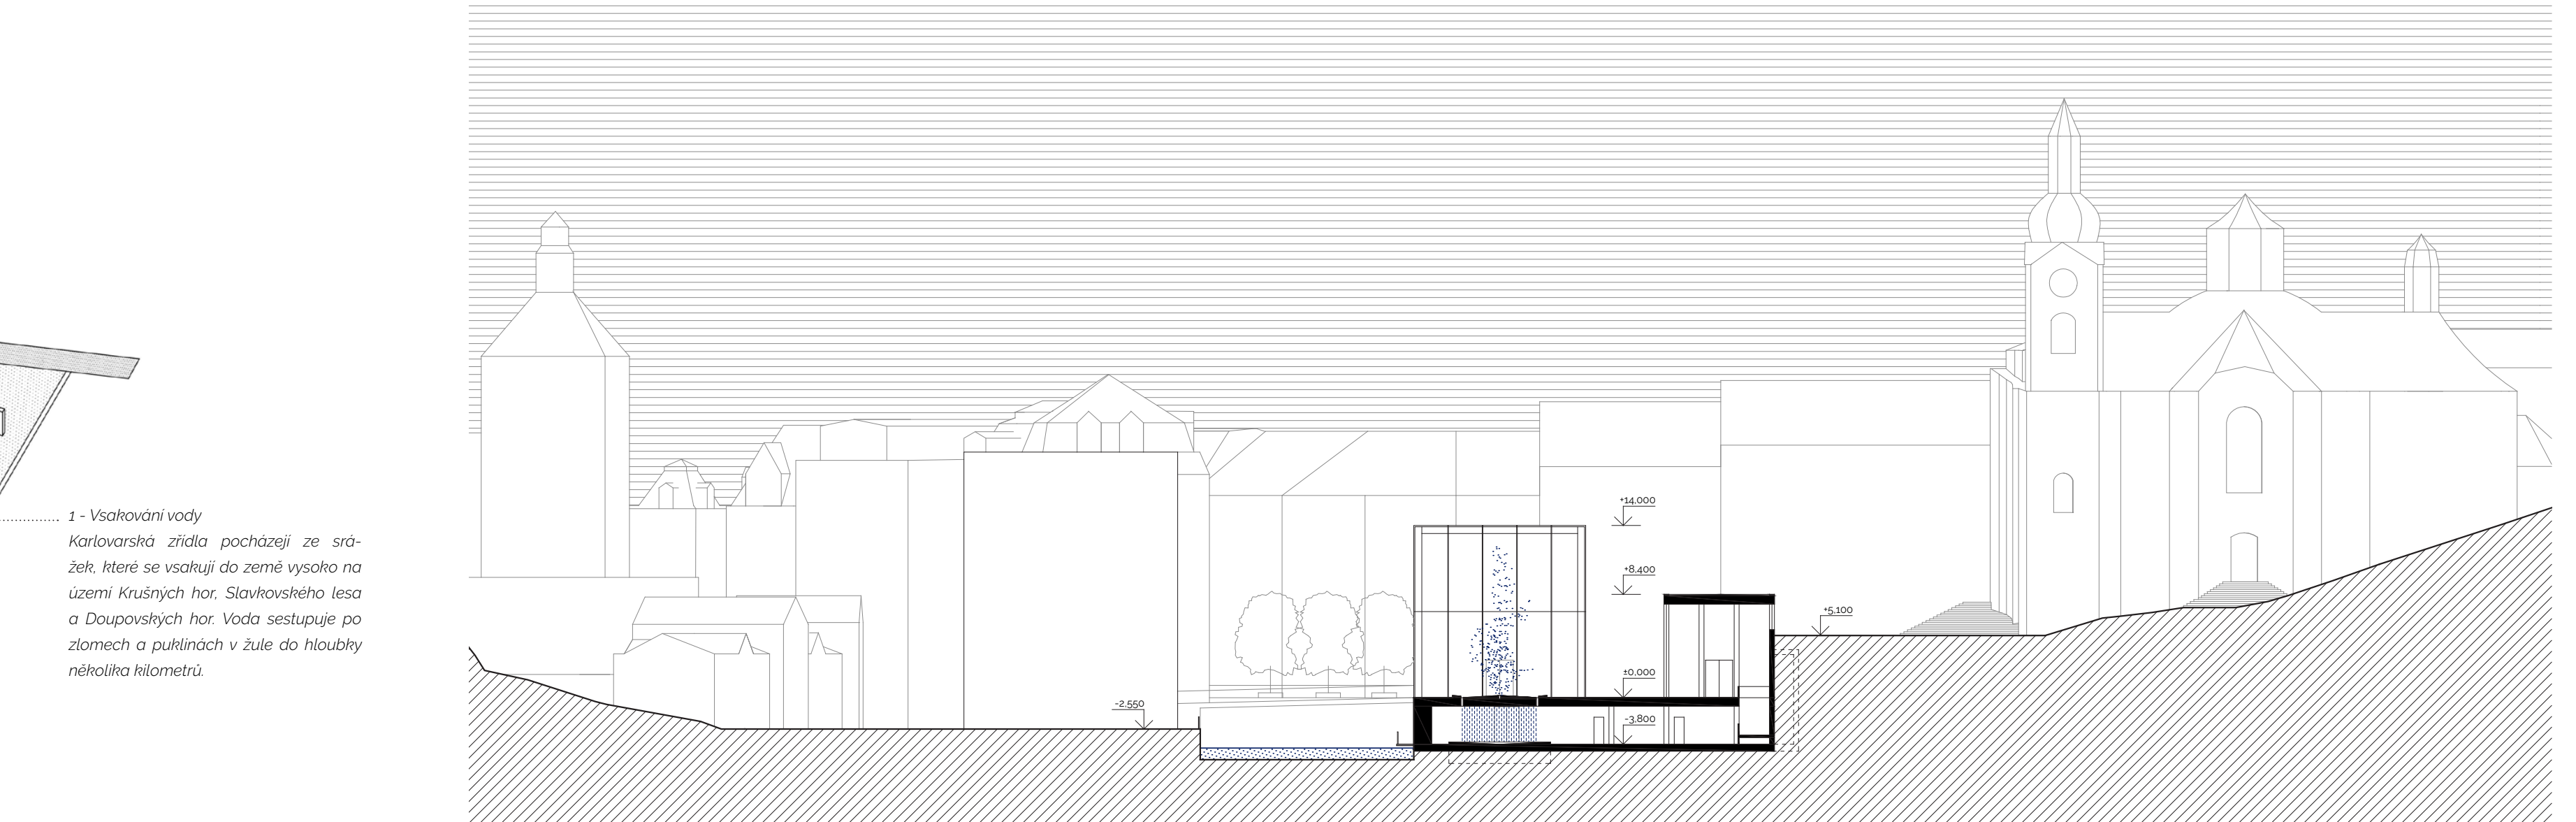 1 - Vsakování vody
Karlovarská zřídla pocházejí ze srá-
žek, které se vsakují do země vysoko na
území Krušných hor, Slavkovského lesa
a Doupovských hor. Voda sestupuje po
zlomech a puklinách v žule do hloubky
několika kilometrů.
+14,000
+8,400
+5,100
±0,000
-2,550
-3,800